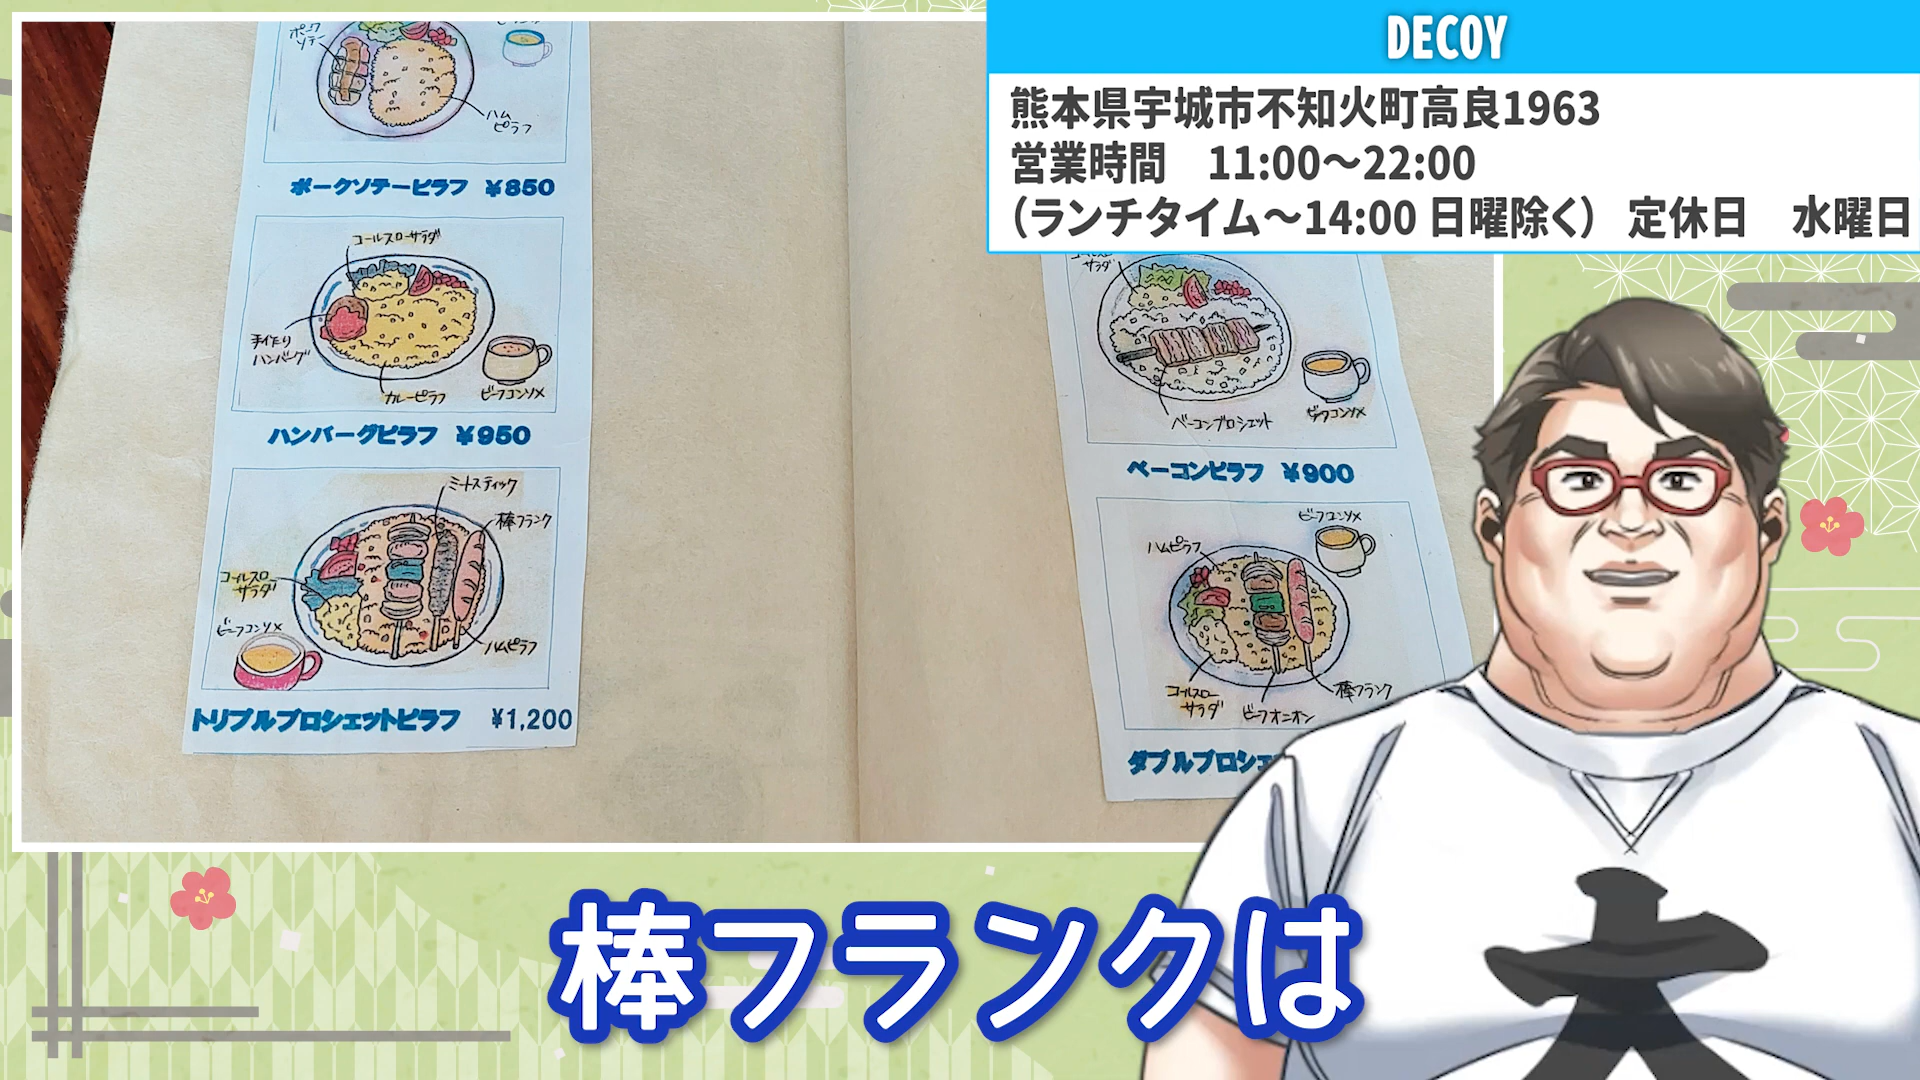 DECOY
熊本県宇城市不知火町高良1963
営業時間　11:00～22:00
（ランチタイム～14:00 日曜除く）　定休日　水曜日
ポーク
ソテー
ハム
ピラフ
ポークソテーピラフ ¥850
コールスローサラダ
手作り
ハンバーグ
カレーピラフ
ビーフコンソメ
ハンバーグピラフ ¥950
ミートスティック
棒フランク
コールスロー
サラダ
ビーフコンソメ
ハムピラフ
トリプルブロシェットピラフ ¥1,200
サラダ
ベーコンブロシェット
ビーフコンソメ
ベーコンピラフ ¥900
ビーフコンソメ
ハムピラフ
コールスロー
サラダ
ビーフオニオン
棒フランク
ダブルブロシェ
大
棒フランクは